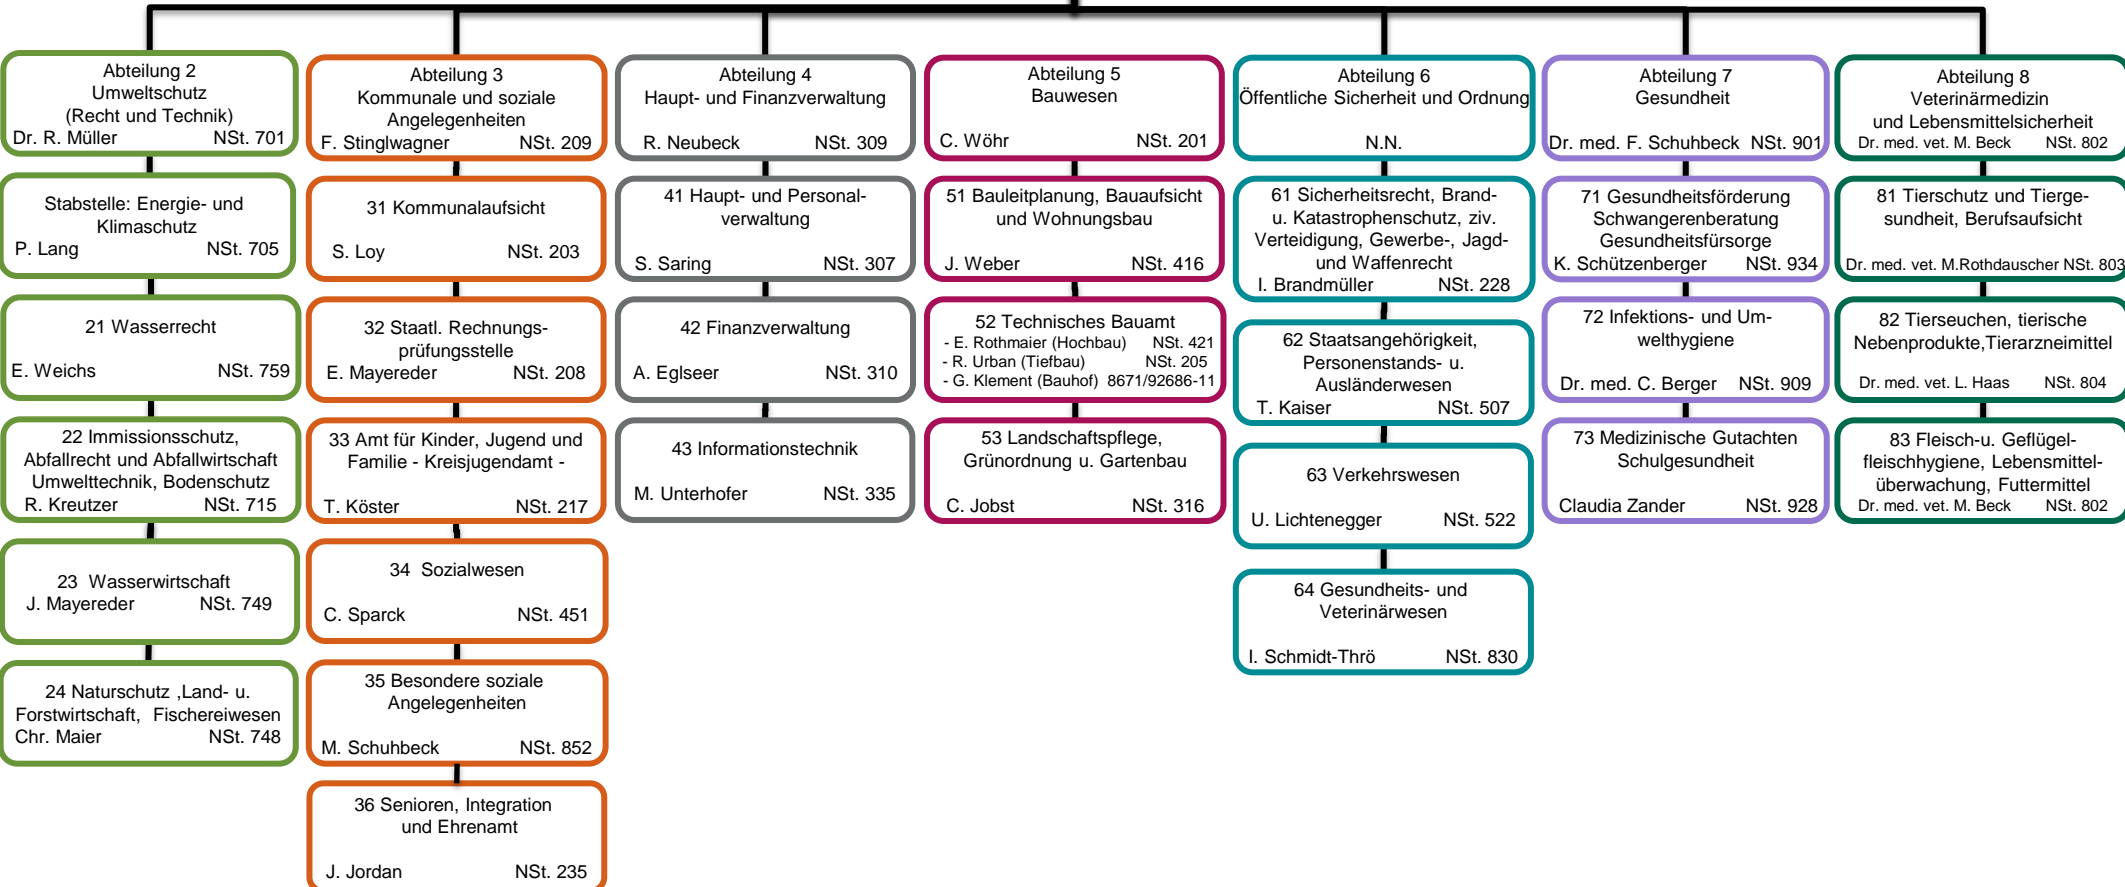 Abteilung 2
Umweltschutz
(Recht und Technik)
Dr. R. Müller NSt. 701
Stabstelle: Energie- und
Klimaschutz
P. Lang NSt. 705
21 Wasserrecht
E. Weichs NSt. 759
22 Immissionsschutz,
Abfallrecht und Abfallwirtschaft
Umwelttechnik, Bodenschutz
R. Kreutzer NSt. 715
23 Wasserwirtschaft
J. Mayereder NSt. 749
24 Naturschutz ,Land- u.
Forstwirtschaft, Fischereiwesen
Chr. Maier NSt. 748
Abteilung 3
Kommunale und soziale
Angelegenheiten
F. Stinglwagner NSt. 209
31 Kommunalaufsicht
S. Loy NSt. 203
32 Staatl. Rechnungs-
prüfungsstelle
E. Mayereder NSt. 208
33 Amt für Kinder, Jugend und
Familie - Kreisjugendamt -
T. Köster NSt. 217
34 Sozialwesen
C. Sparck NSt. 451
35 Besondere soziale
Angelegenheiten
M. Schuhbeck NSt. 852
36 Senioren, Integration
und Ehrenamt
J. Jordan NSt. 235
Abteilung 4
Haupt- und Finanzverwaltung
R. Neubeck NSt. 309
41 Haupt- und Personal-
verwaltung
S. Saring NSt. 307
42 Finanzverwaltung
A. Eglseer NSt. 310
43 Informationstechnik
M. Unterhofer NSt. 335
Abteilung 5
Bauwesen
C. Wöhr NSt. 201
51 Bauleitplanung, Bauaufsicht
und Wohnungsbau
J. Weber NSt. 416
52 Technisches Bauamt
- E. Rothmaier (Hochbau) NSt. 421
- R. Urban (Tiefbau) NSt. 205
- G. Klement (Bauhof) 8671/92686-11
53 Landschaftspflege,
Grünordnung u. Gartenbau
C. Jobst NSt. 316
Abteilung 6
Öffentliche Sicherheit und Ordnung
N.N.
61 Sicherheitsrecht, Brand-
u. Katastrophenschutz, ziv.
Verteidigung, Gewerbe-, Jagd-
und Waffenrecht
I. Brandmüller NSt. 228
62 Staatsangehörigkeit,
Personenstands- u.
Ausländerwesen
T. Kaiser NSt. 507
63 Verkehrswesen
U. Lichtenegger NSt. 522
64 Gesundheits- und
Veterinärwesen
I. Schmidt-Thrö NSt. 830
Abteilung 7
Gesundheit
Dr. med. F. Schuhbeck NSt. 901
71 Gesundheitsförderung
Schwangerenberatung
Gesundheitsfürsorge
K. Schützenberger NSt. 934
72 Infektions- und Um-
welthygiene
Dr. med. C. Berger NSt. 909
73 Medizinische Gutachten
Schulgesundheit
Claudia Zander NSt. 928
Abteilung 8
Veterinärmedizin
und Lebensmittelsicherheit
Dr. med. vet. M. Beck NSt. 802
81 Tierschutz und Tierge-
sundheit, Berufsaufsicht
Dr. med. vet. M.Rothdauscher NSt. 803
82 Tierseuchen, tierische
Nebenprodukte,Tierarzneimittel
Dr. med. vet. L. Haas NSt. 804
83 Fleisch-u. Geflügel-
fleischhygiene, Lebensmittel-
überwachung, Futtermittel
Dr. med. vet. M. Beck NSt. 802